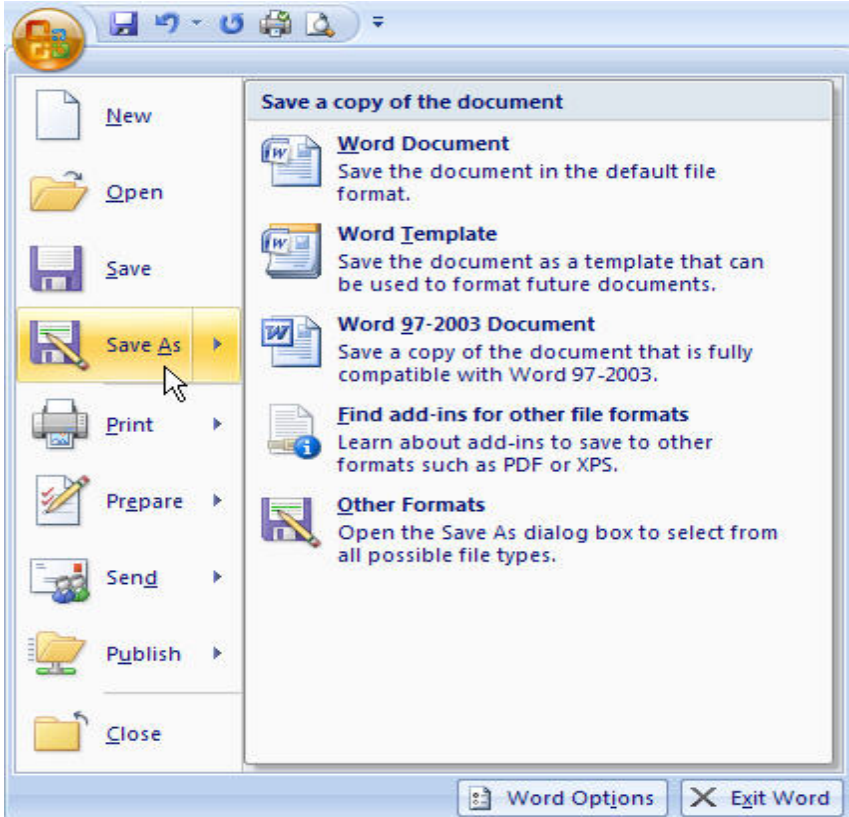 New
Open
Save
Save As
Print
Prepare
Send
Publish
Close
Save a copy of the document
Word Document
Save the document in the default file
format.
Word Template
Save the document as a template that can
be used to format future documents.
Word 97-2003 Document
Save a copy of the document that is fully
compatible with Word 97-2003.
Find add-ins for other file formats
Learn about add-ins to save to other
formats such as PDF or XPS.
Other Formats
Open the Save As dialog box to select from
all possible file types.
Word Options
Exit Word